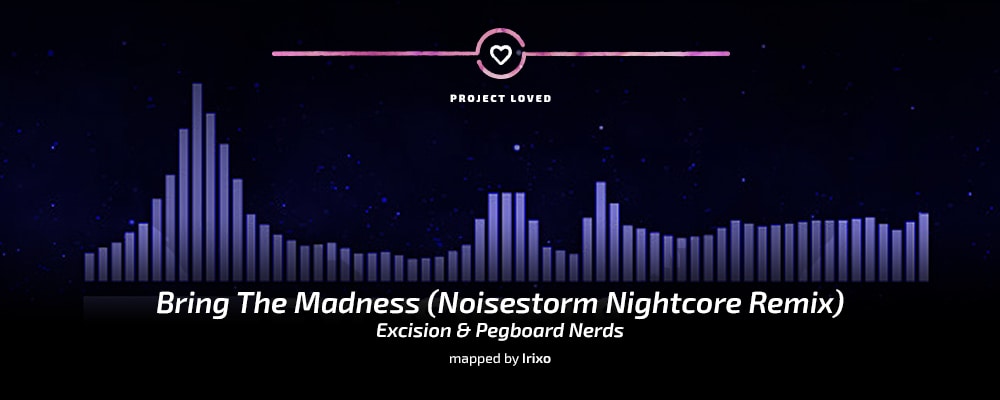 PROJECT LOVED
Bring The Madness (Noisestorm Nightcore Remix)
Excision & Pegboard Nerds
mapped by Irixo